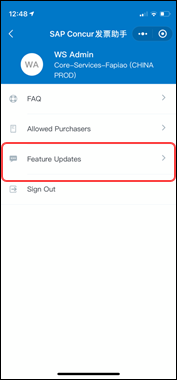 12:48
SAP Concur发票助手
WA
WS Admin
Core-Services-Fapiao (CHINA
PROD)
FAQ
Allowed Purchasers
Feature Updates
Sign Out